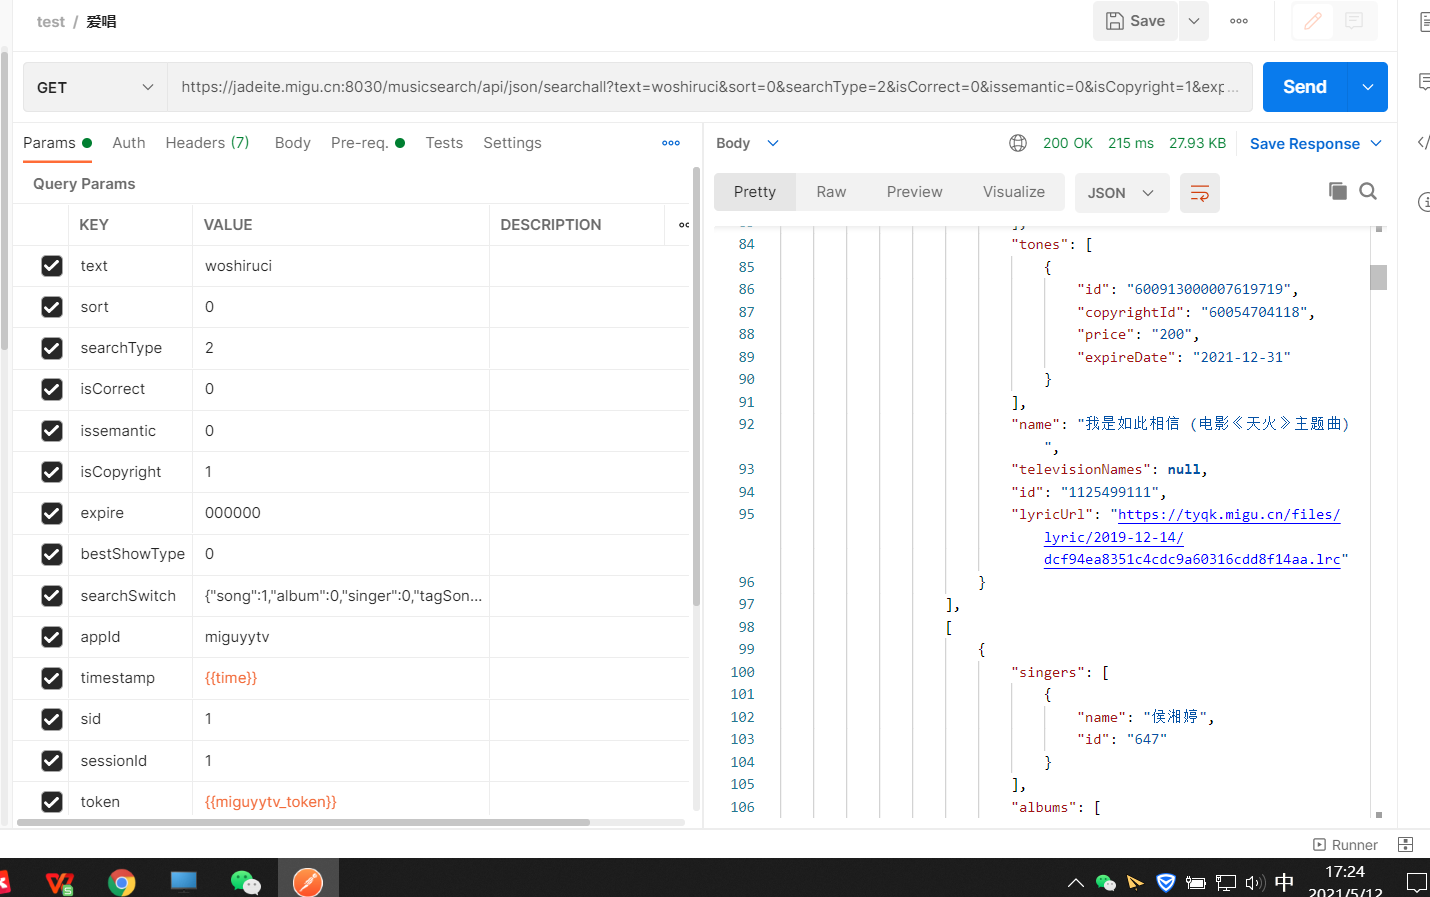 test / 爱唱
Save
GET
https://jadeite.migu.cn:8030/musicsearch/api/json/searchall?text=woshiruci&sort=0&searchType=2&isCorrect=0&issemantic=0&isCopyright=1&exp...
Send
Params Auth Headers (7) Body Pre-req. Tests Settings
Body 200 OK 215 ms 27.93 KB Save Response
Query Params
Pretty Raw Preview Visualize JSON
KEY VALUE DESCRIPTION
text woshiruci
sort 0
searchType 2
isCorrect 0
issemantic 0
isCopyright 1
expire 000000
bestShowType 0
searchSwitch {"song":1,"album":0,"singer":0,"tagSon...
appId miguyytv
timestamp {{time}}
sid 1
sessionId 1
token {{miguyytv_token}}
84 "tones": [
85 {
86 "id": "600913000007619719",
87 "copyrightId": "60054704118",
88 "price": "200",
89 "expireDate": "2021-12-31"
90 }
91 ],
92 "name": "我是如此相信 (电影《天火》主题曲)
",
93 "televisionNames": null,
94 "id": "1125499111",
95 "lyricUrl": "https://tyqk.migu.cn/files/
lyric/2019-12-14/
dcf94ea8351c4cdc9a60316cdd8f14aa.lrc"
96 }
97 ],
98 [
99 {
100 "singers": [
101 {
102 "name": "侯湘婷",
103 "id": "647"
104 }
105 ],
106 "albums": [
Runner
中
17:24
2021/5/12